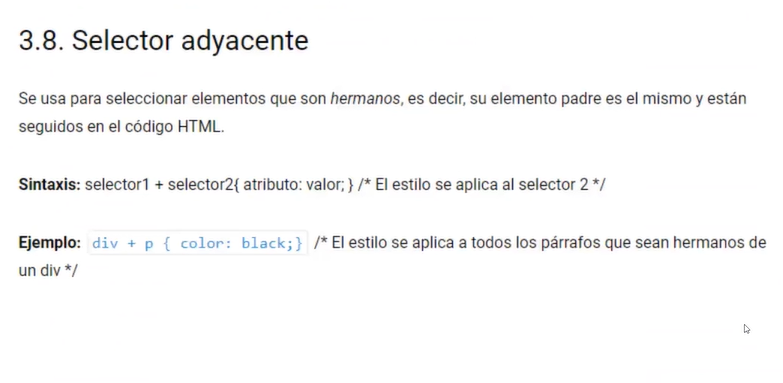 3.8. Selector adyacente
Se usa para seleccionar elementos que son hermanos, es decir, su elemento padre es el mismo y están
seguidos en el código HTML.
Sintaxis: selector1 + selector2{ atributo: valor; } /* El estilo se aplica al selector 2 */
Ejemplo: div + p { color: black;} /* El estilo se aplica a todos los párrafos que sean hermanos de
un div */